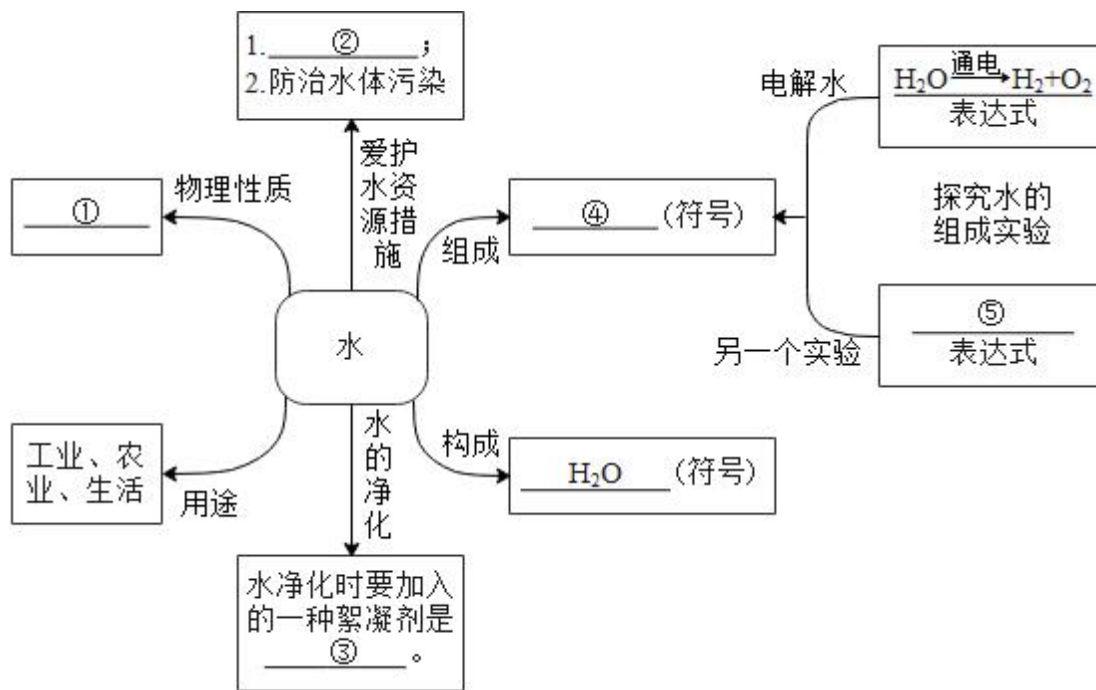 1. ② ；
2.防治水体污染
爱护
水资
源措
施
物理性质
①
水
工业、农
业、生活
用途
水
的
净
化
水净化时要加入
的一种絮凝剂是
③ 。
组成
④ (符号)
构成
H₂O (符号)
电解水
通电
H₂O→H₂+O₂
表达式
探究水的
组成实验
另一个实验
⑤
表达式